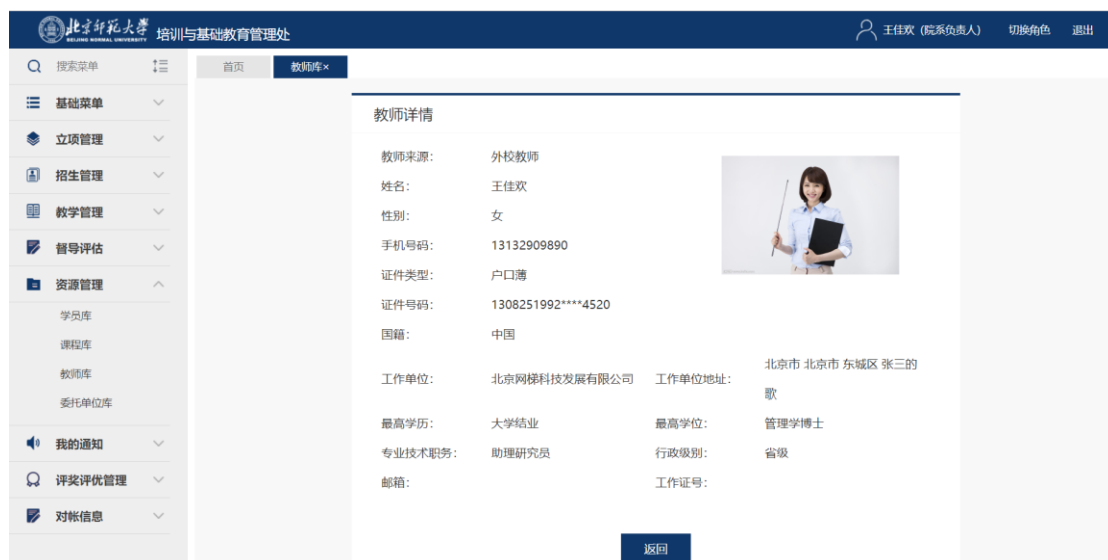 北京师范大学 培训与基础教育管理处 王佳欢 (院系负责人) 切换角色 退出
BEIJING NORMAL UNIVERSITY
搜索菜单
首页 教师库×
基础菜单
立项管理
招生管理
教学管理
督导评估
资源管理
学员库
课程库
教师库
委托单位库
我的通知
评奖评优管理
对帐信息
教师详情
教师来源: 外校教师
姓名: 王佳欢
性别: 女
手机号码: 13132909890
证件类型: 户口薄
证件号码: 1308251992****4520
国籍: 中国
工作单位: 北京网梯科技发展有限公司 工作单位地址: 北京市 北京市 东城区 张三的
歌
最高学历: 大学结业 最高学位: 管理学博士
专业技术职务: 助理研究员 行政级别: 省级
邮箱: 工作证号:
返回